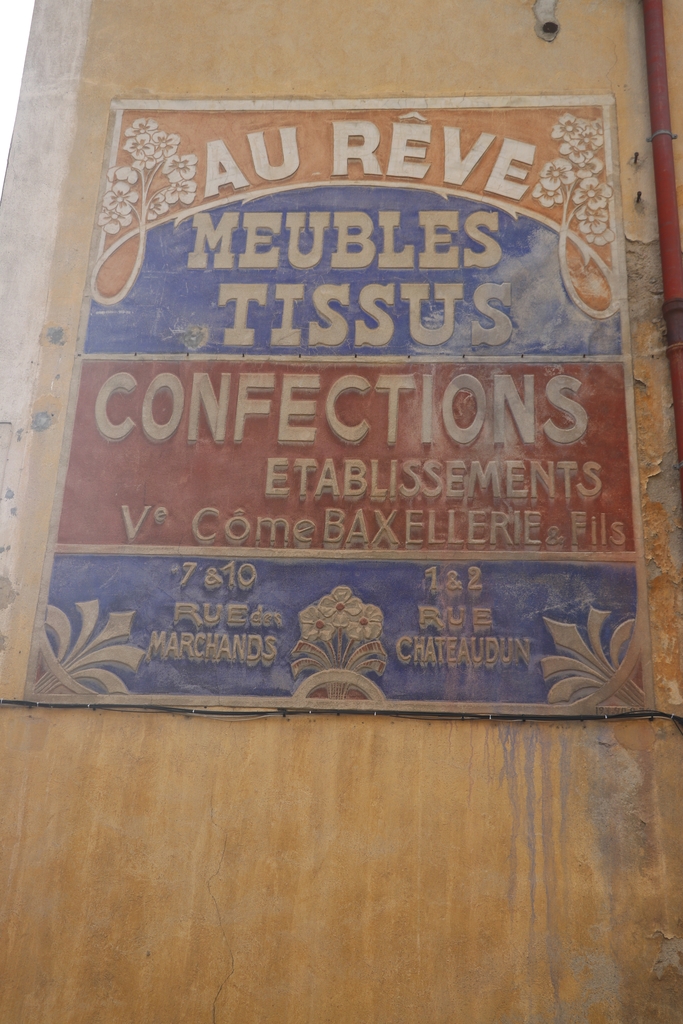 AU RÊVE
MEUBLES
TISSUS
CONFECTIONS
ETABLISSEMENTS
Ve Côme BAXELLERIE & Fils
7 & 10
RUE des
MARCHANDS
1 & 2
RUE
CHATEAUDUN